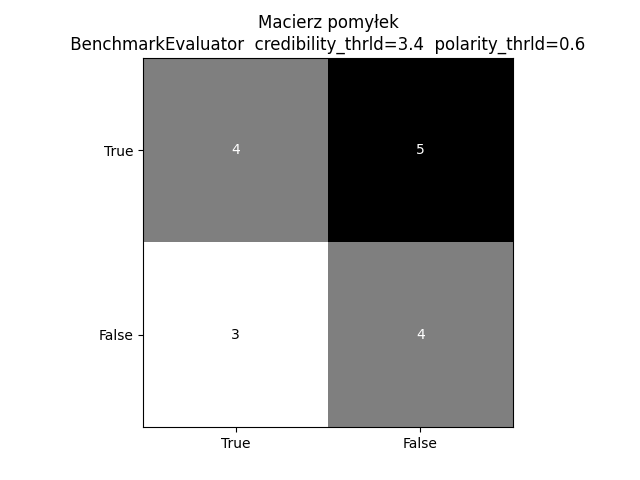 Macierz pomyłek
BenchmarkEvaluator  credibility_thrld=3.4  polarity_thrld=0.6
True
4
5
False
3
4
True
False